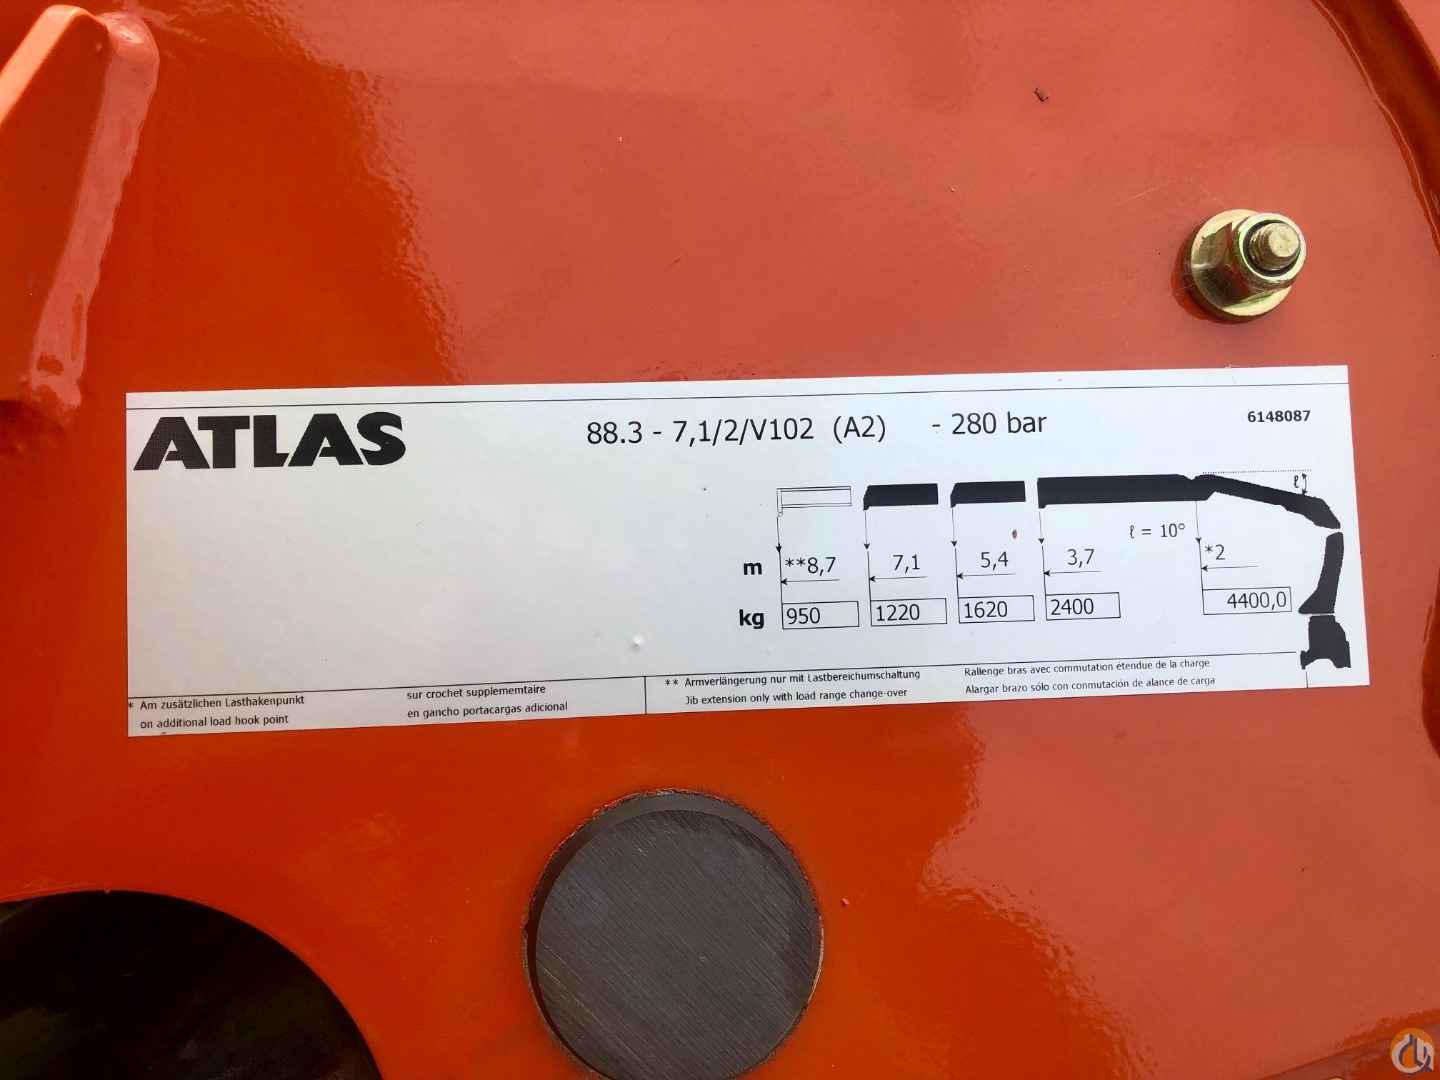 ATLAS 88.3 - 7,1/2/V102 (A2) - 280 bar 6148087
ℓ
ℓ = 10°
m **8,7 7,1 5,4 3,7 *2
kg 950 1220 1620 2400 4400,0
* Am zusätzlichen Lasthakenpunkt
on additional load hook point
sur crochet supplememtaire
en gancho portacargas adicional
** Armverlängerung nur mit Lastbereichumschaltung
Jib extension only with load range change-over
Rallenge bras avec commutation étendue de la charge
Alargar brazo sólo con conmutación de alance de carga